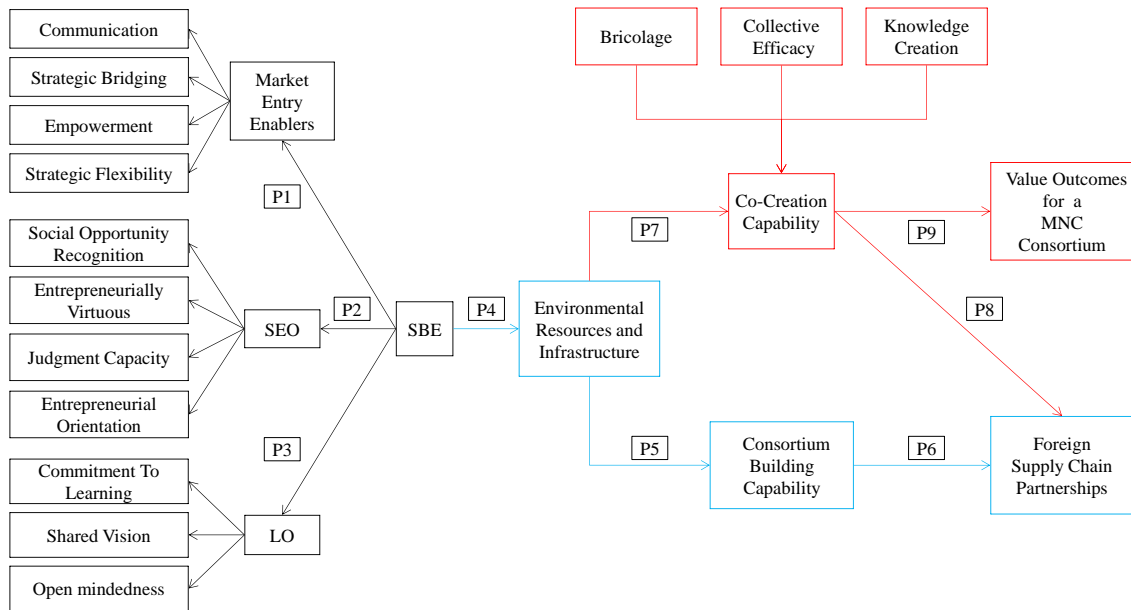 Communication
Strategic Bridging
Empowerment
Strategic Flexibility
Market
Entry
Enablers
P1
Social Opportunity
Recognition
Entrepreneurially
Virtuous
Judgment Capacity
Entrepreneurial
Orientation
SEO
P2
SBE
P3
Commitment To
Learning
Shared Vision
Open mindedness
LO
P4
Environmental
Resources and
Infrastructure
Bricolage
Collective
Efficacy
Knowledge
Creation
P7
Co-Creation
Capability
P9
Value Outcomes
for a
MNC
Consortium
P8
P5
Consortium
Building
Capability
P6
Foreign
Supply Chain
Partnerships